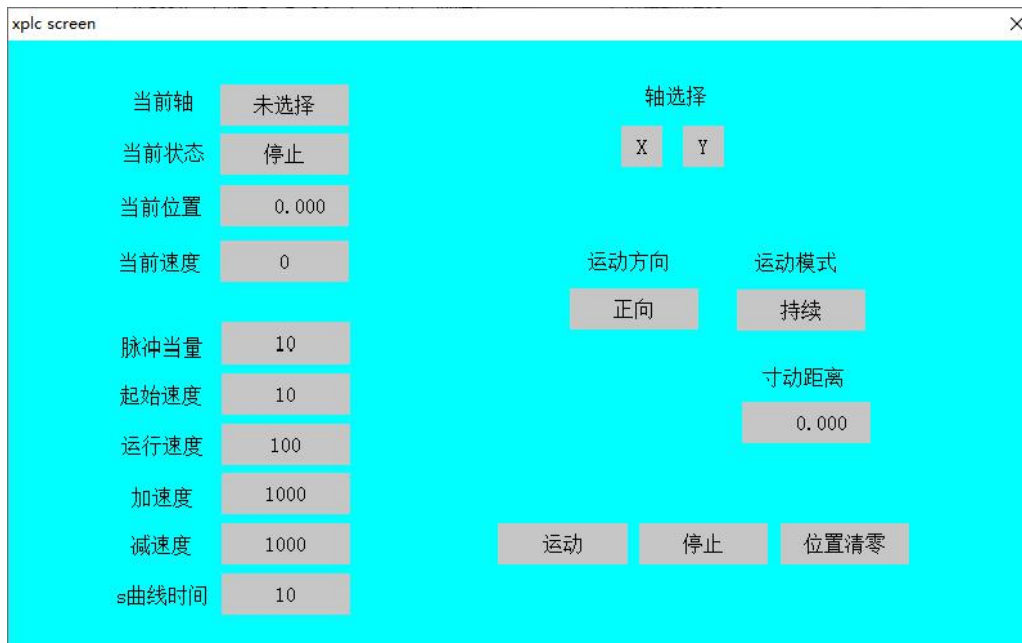 xplc screen
当前轴 未选择
当前状态 停止
当前位置 0.000
当前速度 0
脉冲当量 10
起始速度 10
运行速度 100
加速度 1000
减速度 1000
s曲线时间 10
轴选择
X Y
运动方向 运动模式
正向 持续
寸动距离
0.000
运动 停止 位置清零